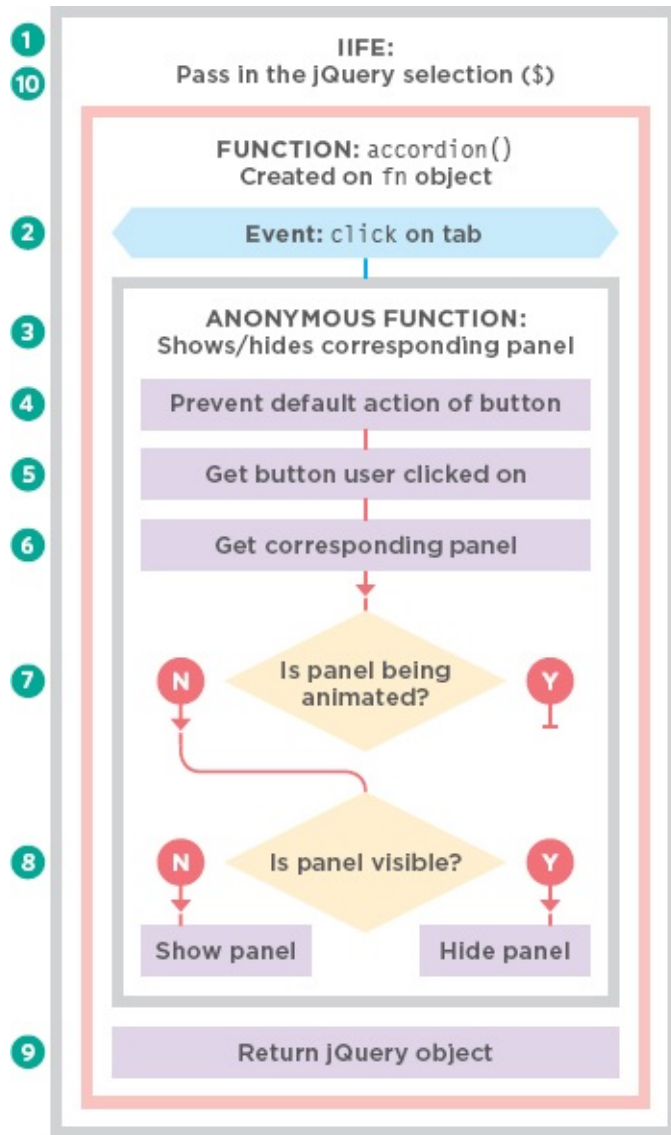 1
IIFE:
10
Pass in the jQuery selection ($)
FUNCTION: accordion()
Created on fn object
2
Event: click on tab
3
ANONYMOUS FUNCTION:
Shows/hides corresponding panel
4
Prevent default action of button
5
Get button user clicked on
6
Get corresponding panel
7
N
Is panel being
animated?
Y
8
N
Is panel visible?
Y
Show panel
Hide panel
9
Return jQuery object